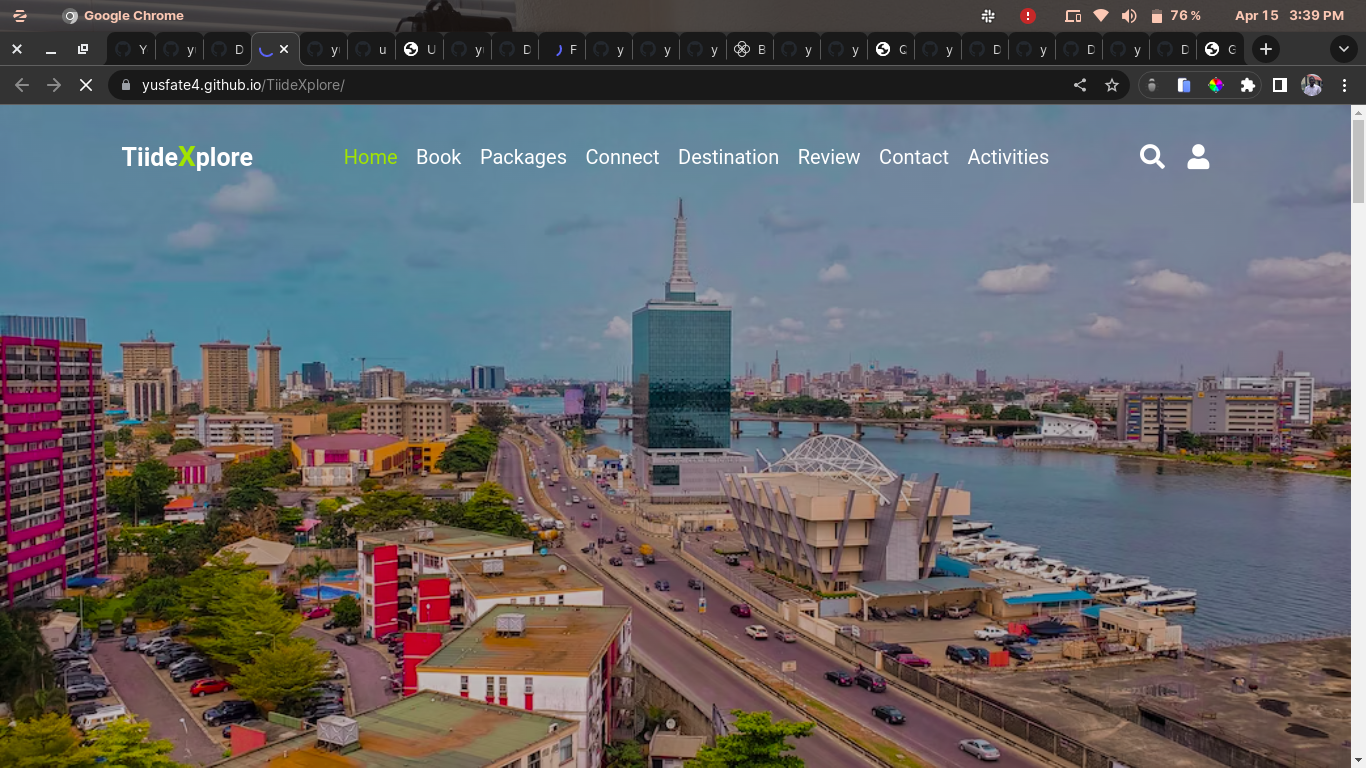 Google Chrome
76 %
Apr 15 3:39 PM
Y y D y u U y D F y y y B y y C y D y D y D G
yusfate4.github.io/TiideXplore/
TiideXplore
Home Book Packages Connect Destination Review Contact Activities